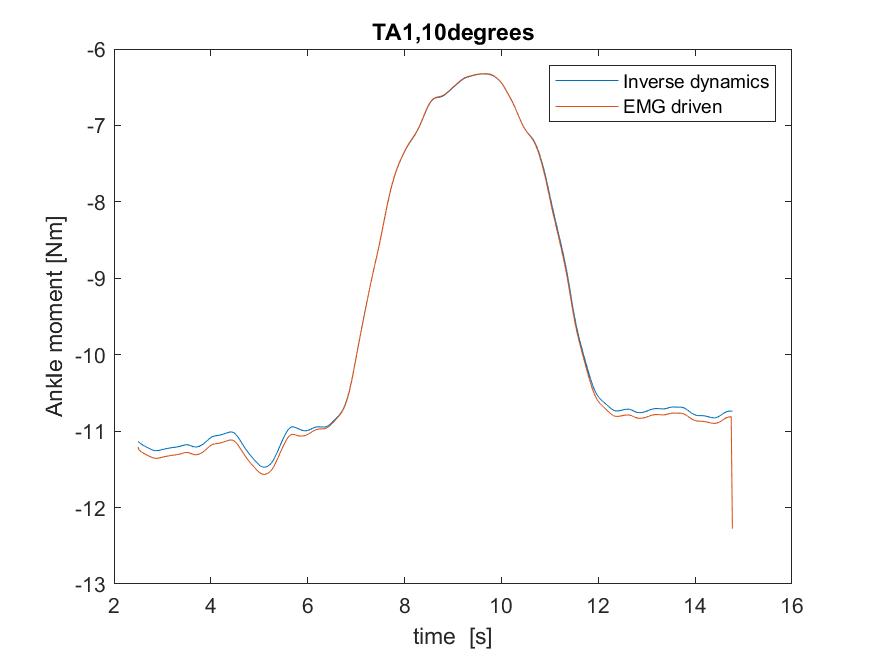 TA1,10degrees
-6
-7
-8
-9
-10
-11
-12
-13
Ankle moment [Nm]
Inverse dynamics
EMG driven
2 4 6 8 10 12 14 16
time [s]